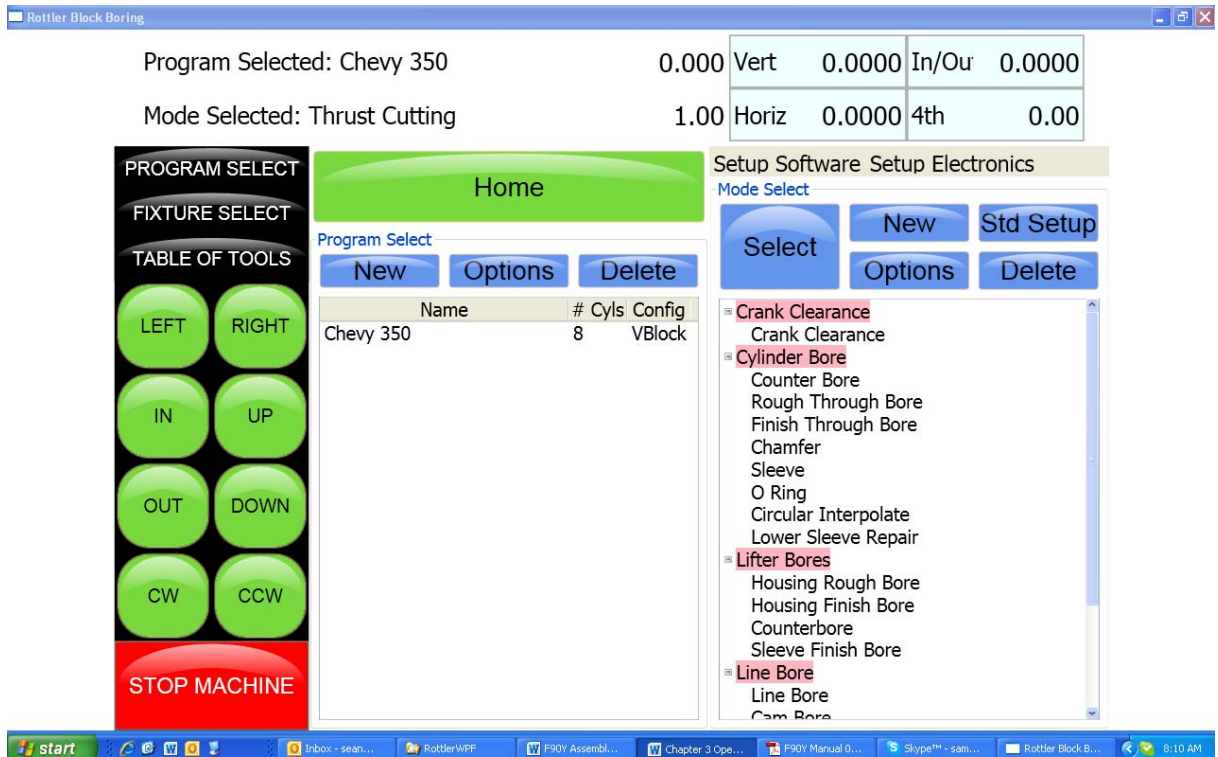 Rottler Block Boring
Program Selected: Chevy 350
0.000 Vert 0.0000 In/Ou 0.0000
Mode Selected: Thrust Cutting
1.00 Horiz 0.0000 4th 0.00
PROGRAM SELECT
FIXTURE SELECT
TABLE OF TOOLS
LEFT RIGHT
IN UP
OUT DOWN
CW CCW
STOP MACHINE
Home
Program Select
New Options Delete
Name # Cyls Config
Chevy 350 8 VBlock
Setup Software Setup Electronics
Mode Select
Select New Std Setup
Options Delete
Crank Clearance
Crank Clearance
Cylinder Bore
Counter Bore
Rough Through Bore
Finish Through Bore
Chamfer
Sleeve
O Ring
Circular Interpolate
Lower Sleeve Repair
Lifter Bores
Housing Rough Bore
Housing Finish Bore
Counterbore
Sleeve Finish Bore
Line Bore
Line Bore
Cam Bore
start Inbox - sean... RottlerWPF F90Y Assembl... Chapter 3 Ope... F90Y Manual 0... Skype™ - sam... Rottler Block B... 8:10 AM